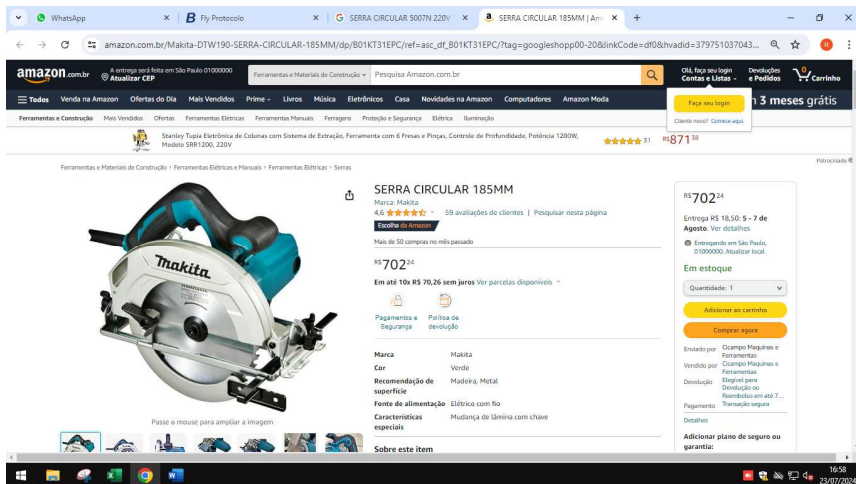 WhatsApp
Fly Protocolo
SERRA CIRCULAR 5007N 220V
SERRA CIRCULAR 185MM | Am
amazon.com.br/Makita-DTW190-SERRA-CIRCULAR-185MM/dp/B01KT31EPC/ref=asc_df_B01KT31EPC/?tag=googleshopp00-20&linkCode=df0&hvadid=379751037043...
amazon.com.br
A entrega será feita em São Paulo 01000000
Atualizar CEP
Ferramentas e Materiais de Construção
Pesquisa Amazon.com.br
Olá, faça seu login
Contas e Listas
Devoluções
e Pedidos
0
Carrinho
Todos
Venda na Amazon
Ofertas do Dia
Mais Vendidos
Prime
Livros
Música
Eletrônicos
Casa
Novidades na Amazon
Computadores
Amazon Moda
3 meses grátis
Faça seu login
Cliente novo? Comece aqui.
Ferramentas e Construção
Mais Vendidos
Ofertas
Ferramentas Elétricas
Ferramentas Manuais
Ferragens
Proteção e Segurança
Elétrica
Iluminação
Stanley Tupia Eletrônica de Colunas com Sistema de Extração, Ferramenta com 6 Fresas e Pinças, Controle de Profundidade, Potência 1200W,
Modelo SRR1200, 220V
51
R$871 38
Patrocinado
Ferramentas e Materiais de Construção › Ferramentas Elétricas e Manuais › Ferramentas Elétricas › Serras
Makita
Passe o mouse para ampliar a imagem
SERRA CIRCULAR 185MM
Marca: Makita
4,6
59 avaliações de clientes | Pesquisar nesta página
Escolha da Amazon
Mais de 50 compras no mês passado
R$702 24
Em até 10x R$ 70,26 sem juros Ver parcelas disponíveis
Pagamentos e
Segurança
Política de
devolução
Marca Makita
Cor Verde
Recomendação de Madeira, Metal
superfície
Fonte de alimentação Elétrico com fio
Características Mudança de lâmina com chave
especiais
Sobre este item
R$702 24
Entrega R$ 18,50: 5 - 7 de
Agosto. Ver detalhes
Entregando em São Paulo,
01000000. Atualizar local
Em estoque
Quantidade: 1
Adicionar ao carrinho
Comprar agora
Enviado por Cicampo Maquinas e
Ferramentas
Vendido por Cicampo Maquinas e
Ferramentas
Devolução Elegível para
Devolução ou
Reembolso em até 7...
Pagamento Transação segura
Detalhes
Adicionar plano de seguro ou
garantia:
16:58
23/07/2024